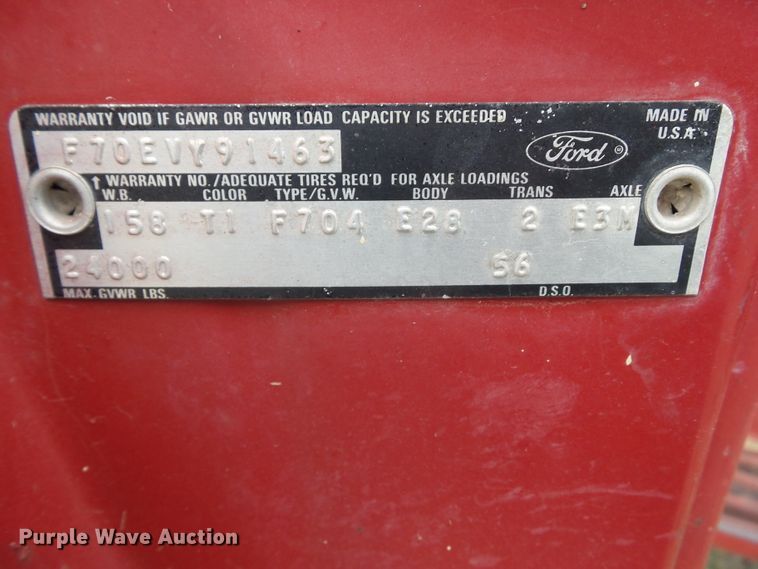 WARRANTY VOID IF GAWR OR GVWR LOAD CAPACITY IS EXCEEDED
MADE IN
U.S.A.
F70EVY91463
Ford
↑ WARRANTY NO./ADEQUATE TIRES REQ'D FOR AXLE LOADINGS
W.B. COLOR TYPE/G.V.W. BODY TRANS AXLE
158 T1 F704 E28 2 E3M
24000 56
MAX. GVWR LBS. D.S.O.
Purple Wave Auction